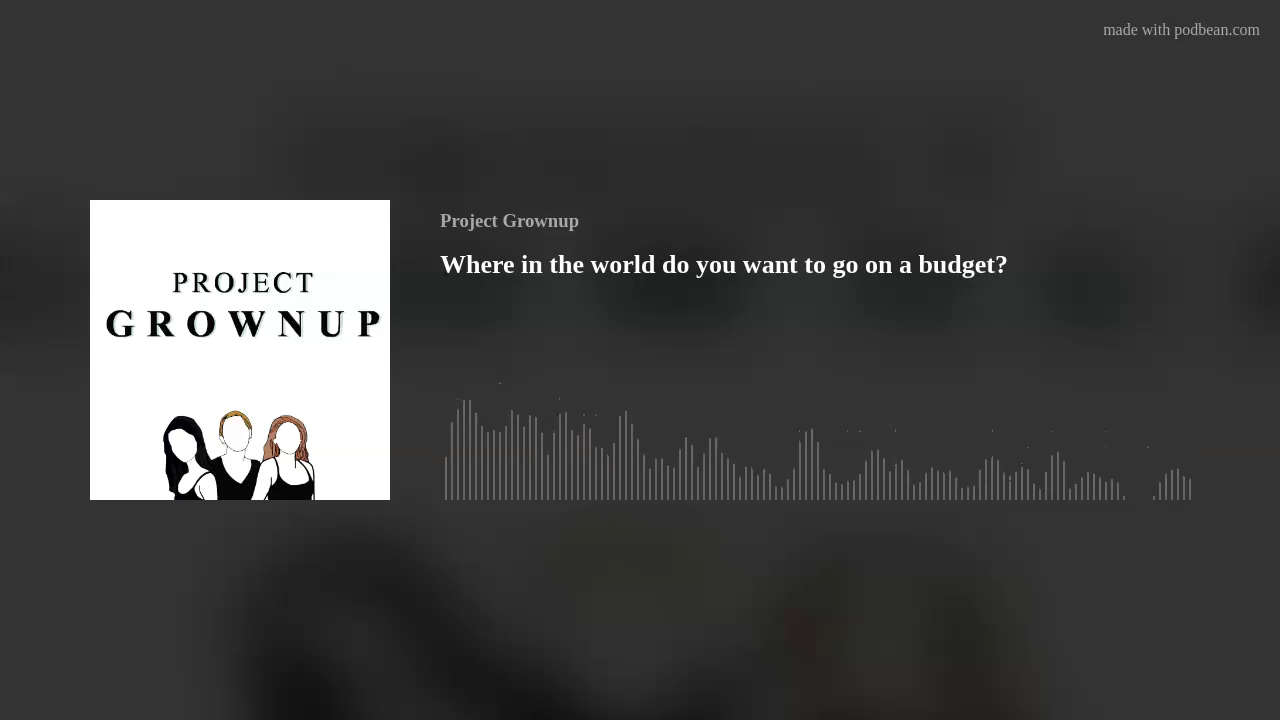 made with podbean.com
PROJECT
GROWNUP
Project Grownup
Where in the world do you want to go on a budget?